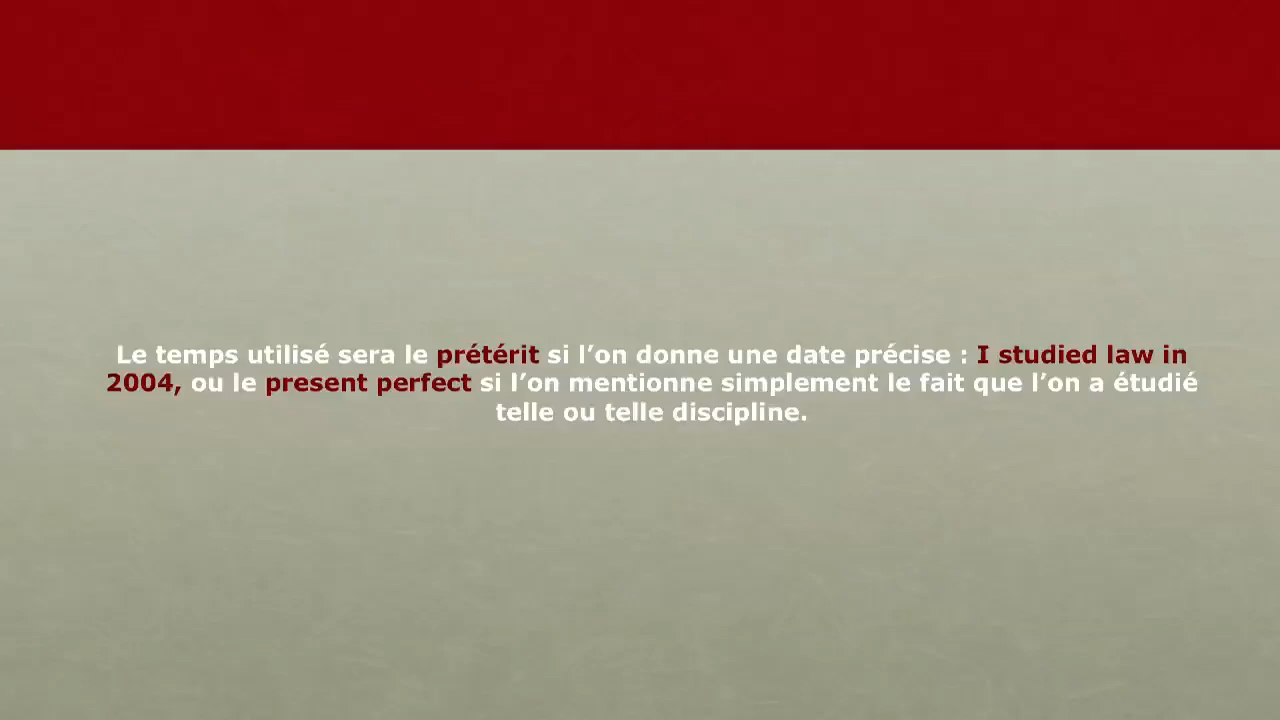 Le temps utilisé sera le prétérit si l’on donne une date précise : I studied law in
2004, ou le present perfect si l’on mentionne simplement le fait que l’on a étudié
telle ou telle discipline.